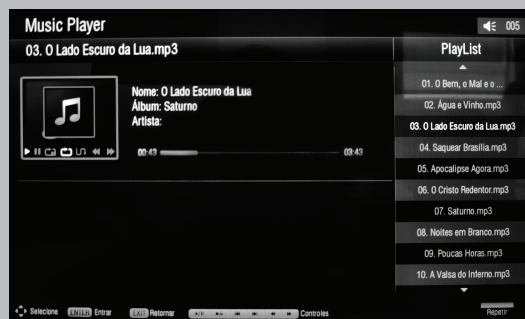 Music Player
005
03. O Lado Escuro da Lua.mp3
PlayList
Nome: O Lado Escuro da Lua
Álbum: Saturno
Artista:
00:43
03:43
01. O Bem, o Mal e o ...
02. Água e Vinho.mp3
03. O Lado Escuro da Lua.mp3
04. Saquear Brasília.mp3
05. Apocalipse Agora.mp3
06. O Cristo Redentor.mp3
07. Saturno.mp3
08. Noites em Branco.mp3
09. Poucas Horas.mp3
10. A Valsa do Inferno.mp3
Selecione ENTER Entrar EXIT Retornar Controles
Repetir